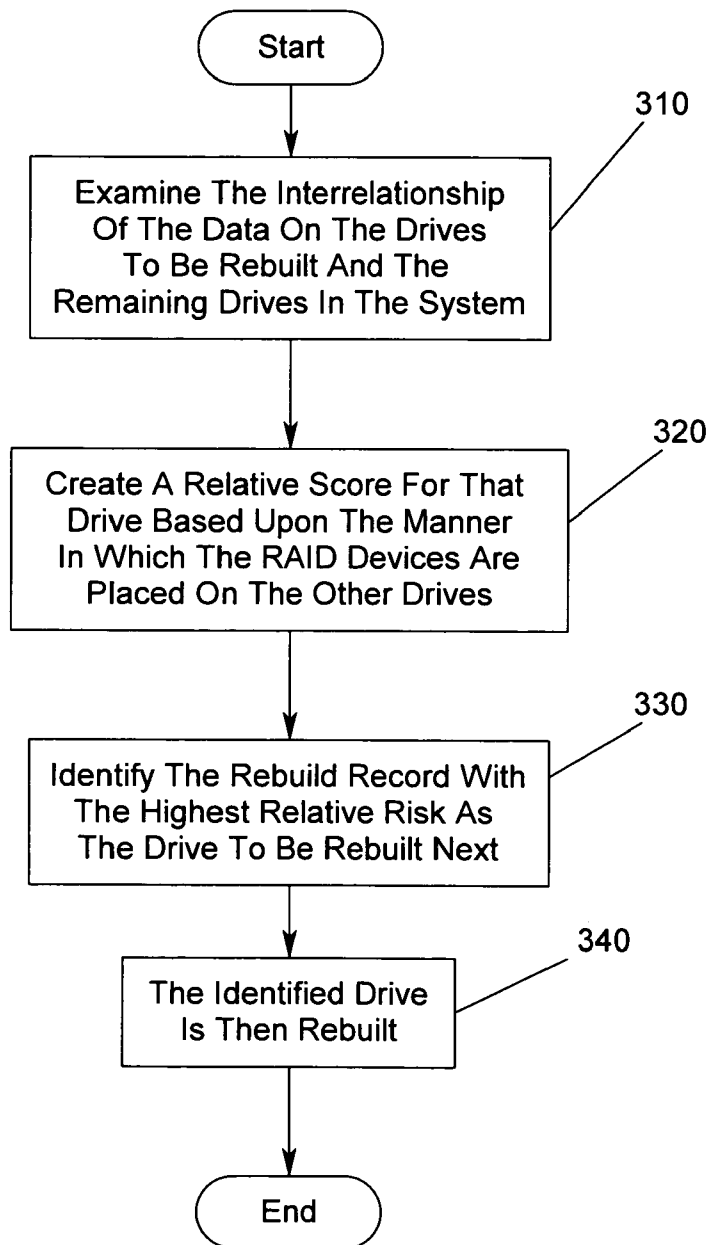 Start
310
Examine The Interrelationship
Of The Data On The Drives
To Be Rebuilt And The
Remaining Drives In The System
320
Create A Relative Score For That
Drive Based Upon The Manner
In Which The RAID Devices Are
Placed On The Other Drives
330
Identify The Rebuild Record With
The Highest Relative Risk As
The Drive To Be Rebuilt Next
340
The Identified Drive
Is Then Rebuilt
End